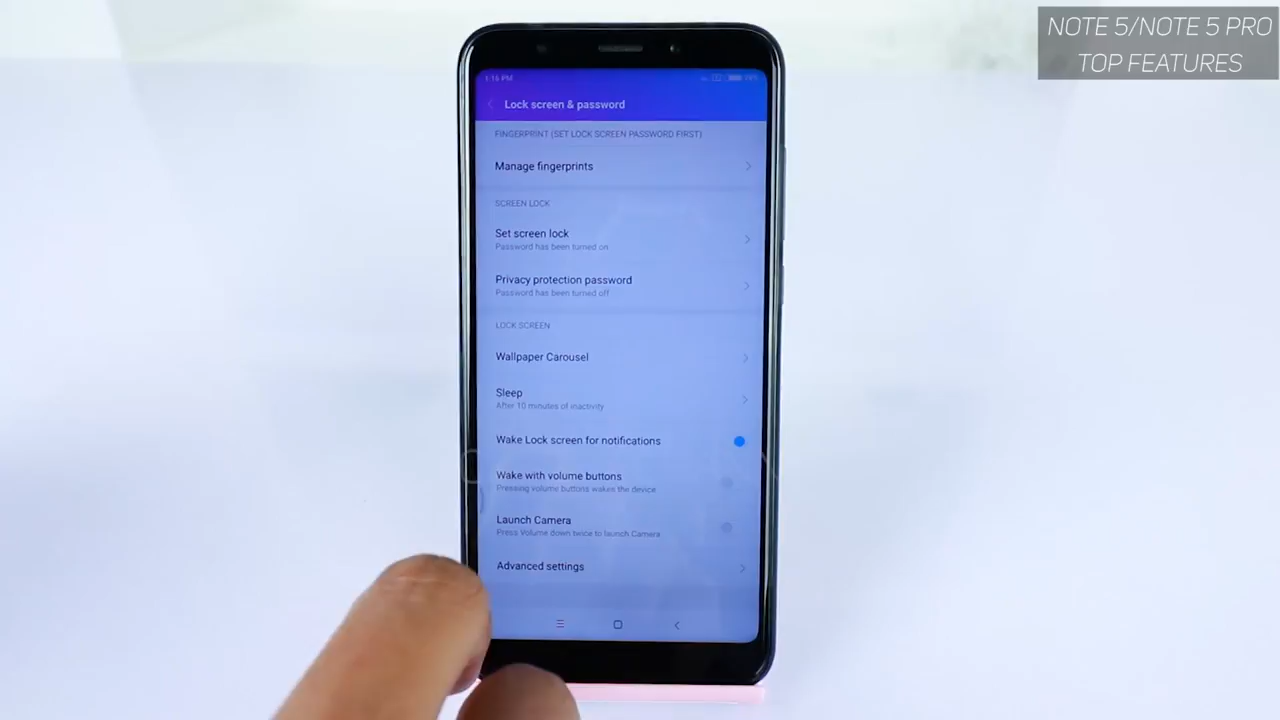 NOTE 5/NOTE 5 PRO
TOP FEATURES
1:16 PM
Lock screen & password
FINGERPRINT (SET LOCK SCREEN PASSWORD FIRST)
Manage fingerprints
SCREEN LOCK
Set screen lock
Password has been turned on
Privacy protection password
Password has been turned off
LOCK SCREEN
Wallpaper Carousel
Sleep
After 10 minutes of inactivity
Wake Lock screen for notifications
Wake with volume buttons
Pressing volume buttons wakes the device
Launch Camera
Press Volume down twice to launch Camera
Advanced settings